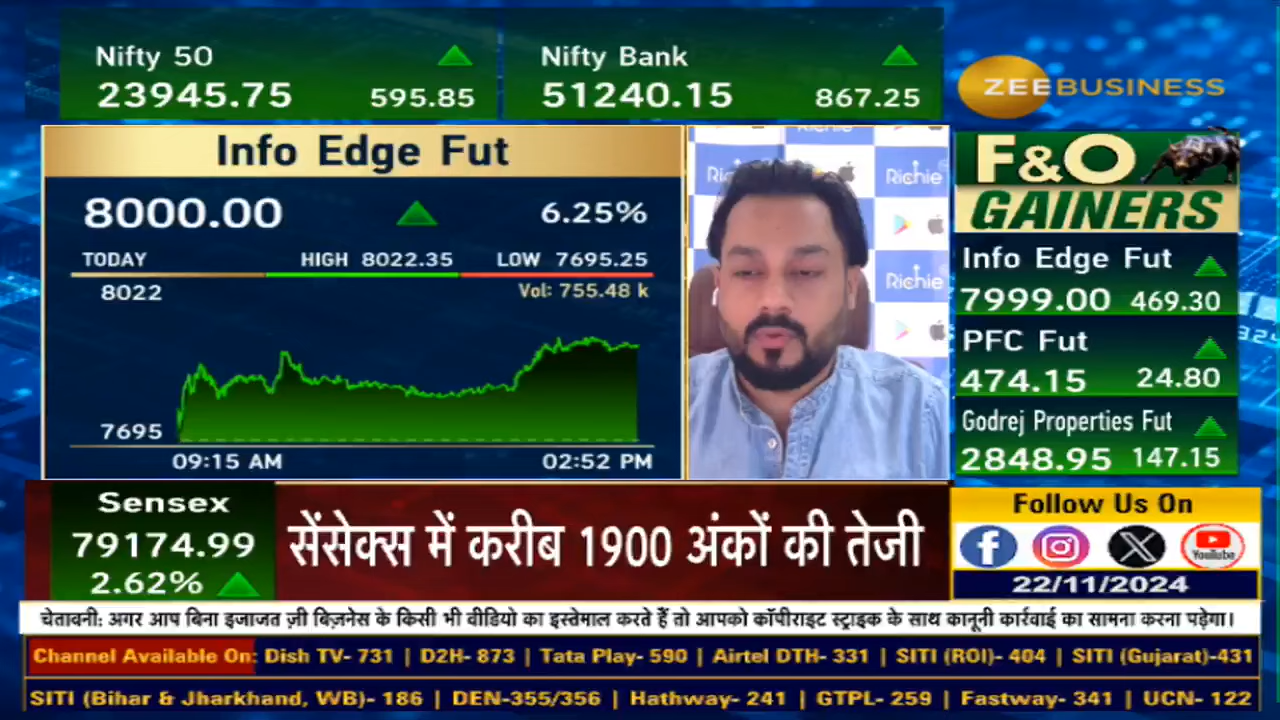 Nifty 50
23945.75 595.85
Nifty Bank
51240.15 867.25
ZEEBUSINESS
Info Edge Fut
8000.00 6.25%
TODAY HIGH 8022.35 LOW 7695.25
8022 Vol: 755.48 k
7695
09:15 AM 02:52 PM
Richie
Richie
F&O
GAINERS
Info Edge Fut
7999.00 469.30
PFC Fut
474.15 24.80
Godrej Properties Fut
2848.95 147.15
Sensex
79174.99
2.62%
सेंसेक्स में करीब 1900 अंकों की तेजी
Follow Us On
YouTube
22/11/2024
चेतावनी: अगर आप बिना इजाजत ज़ी बिज़नेस के किसी भी वीडियो का इस्तेमाल करते हैं तो आपको कॉपीराइट स्ट्राइक के साथ कानूनी कार्रवाई का सामना करना पड़ेगा।
Channel Available On: Dish TV- 731 | D2H- 873 | Tata Play- 590 | Airtel DTH- 331 | SITI (ROI)- 404 | SITI (Gujarat)-431
SITI (Bihar & Jharkhand, WB)- 186 | DEN-355/356 | Hathway- 241 | GTPL- 259 | Fastway- 341 | UCN- 122